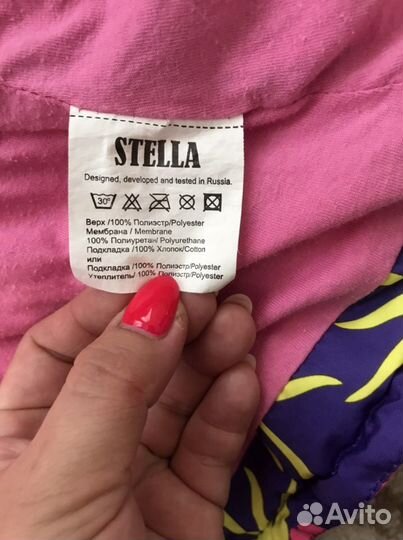 STELLA
Designed, developed and tested in Russia.
30°
Верх /100% Полиэстр/Polyester
Мембрана / Membrane
100% Полиуретан/ Polyurethane
Подкладка /100% Хлопок/Cotton
или
Подкладка /100% Полиэстр/Polyester
Утеплитель/ 100% Полиэстр/Polyester
Avito